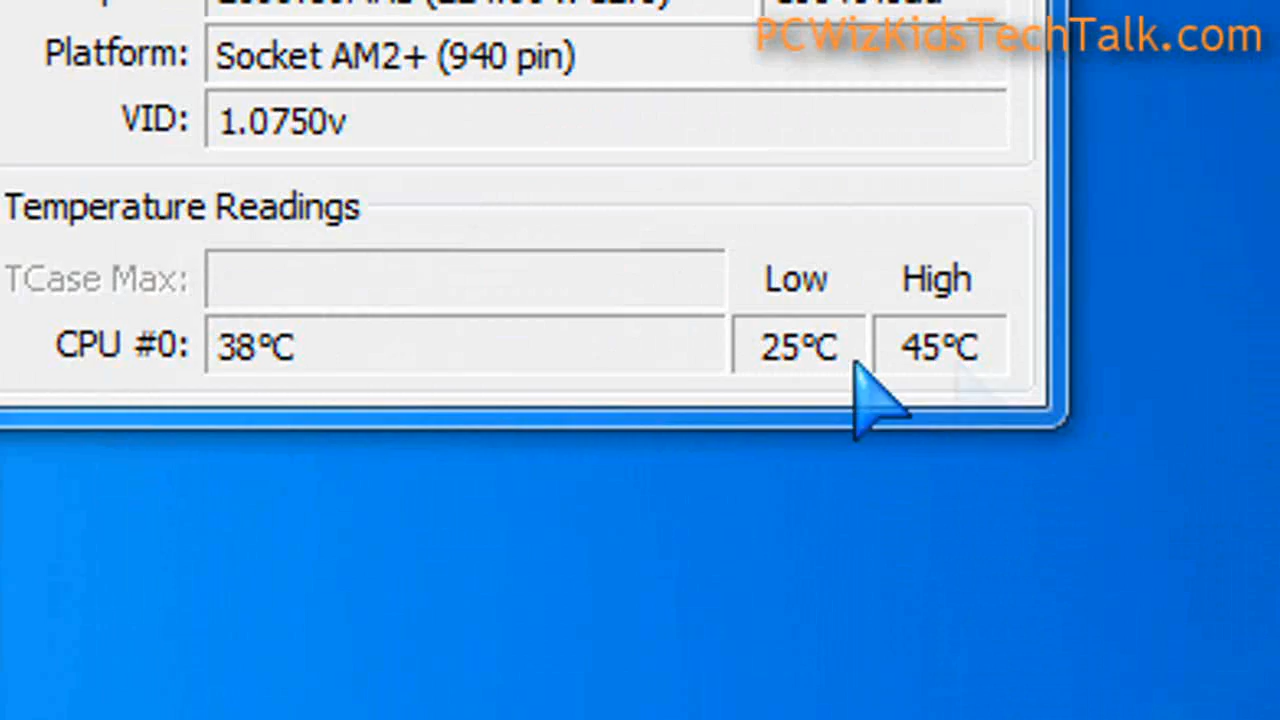 PCWizKidsTechTalk.com
Platform: Socket AM2+ (940 pin)
VID: 1.0750v
Temperature Readings
TCase Max: Low High
CPU #0: 38°C 25°C 45°C